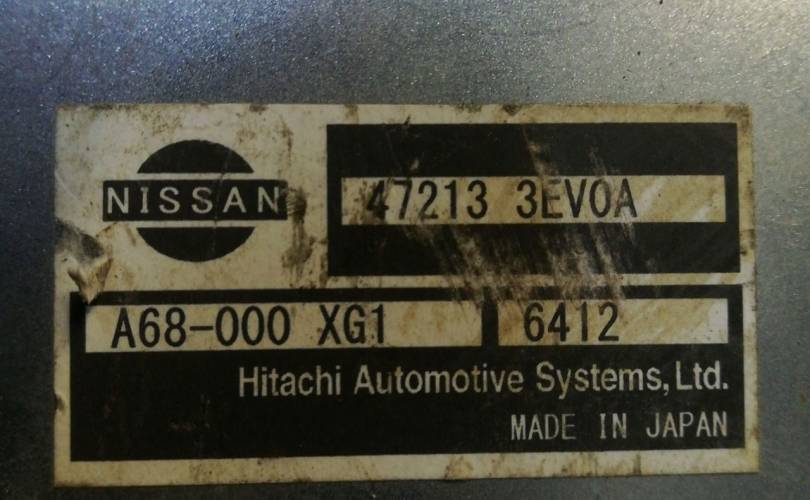 NISSAN
47213 3EV0A
A68-000 XG1 6412
Hitachi Automotive Systems, Ltd.
MADE IN JAPAN